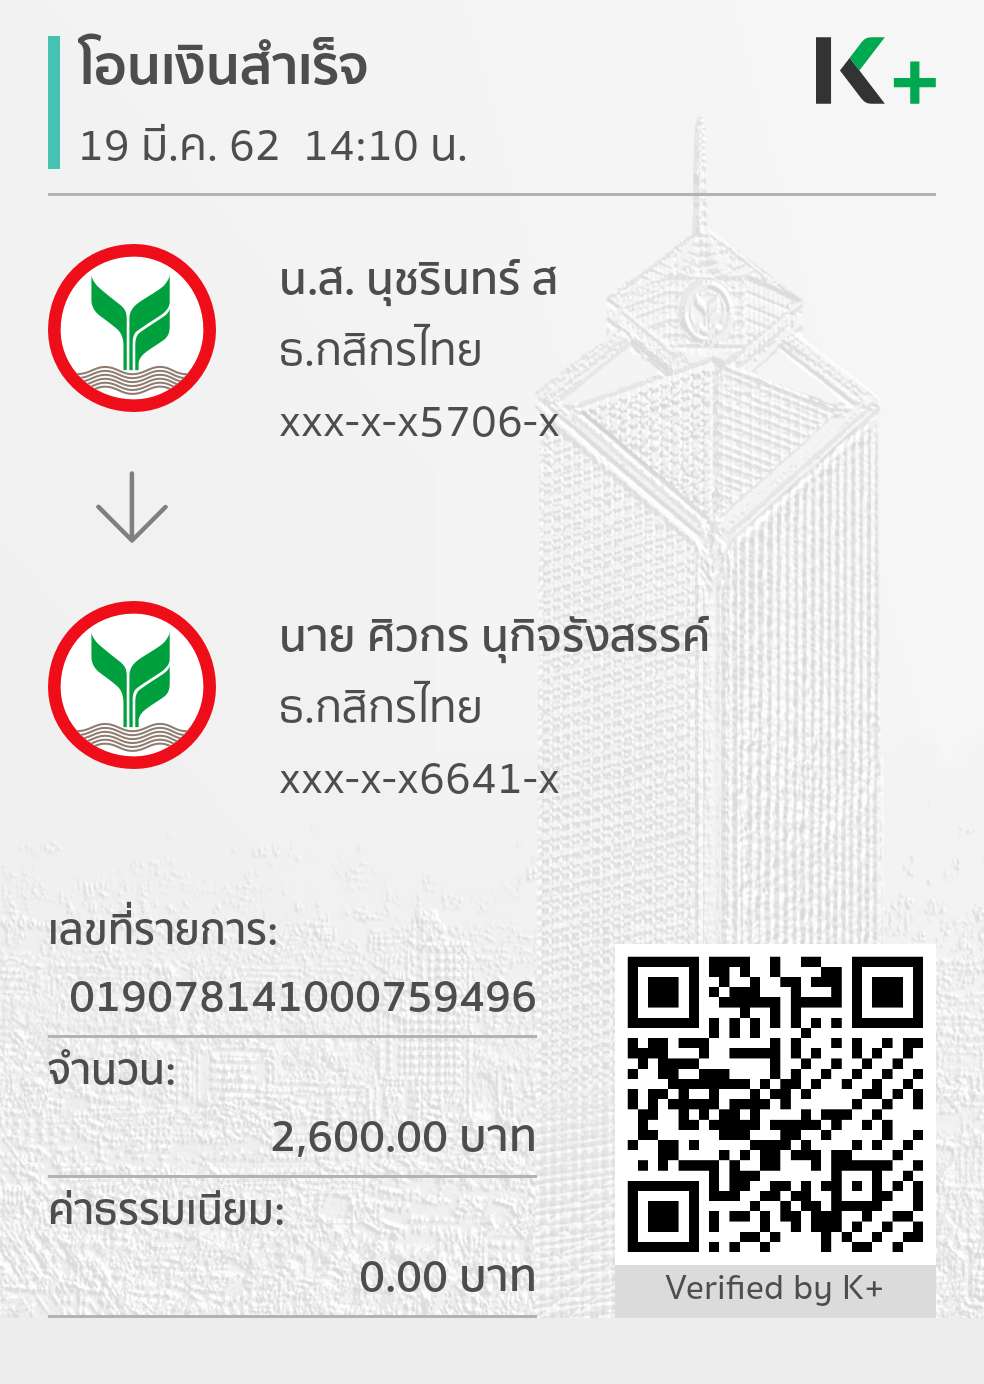 โอนเงินสำเร็จ
K+
19 มี.ค. 62 14:10 น.
น.ส. นุชรินทร์ ส
ธ.กสิกรไทย
xxx-x-x5706-x
นาย ศิวกร นุกิจรังสรรค์
ธ.กสิกรไทย
xxx-x-x6641-x
เลขที่รายการ:
019078141000759496
จำนวน:
2,600.00 บาท
ค่าธรรมเนียม:
0.00 บาท
Verified by K+